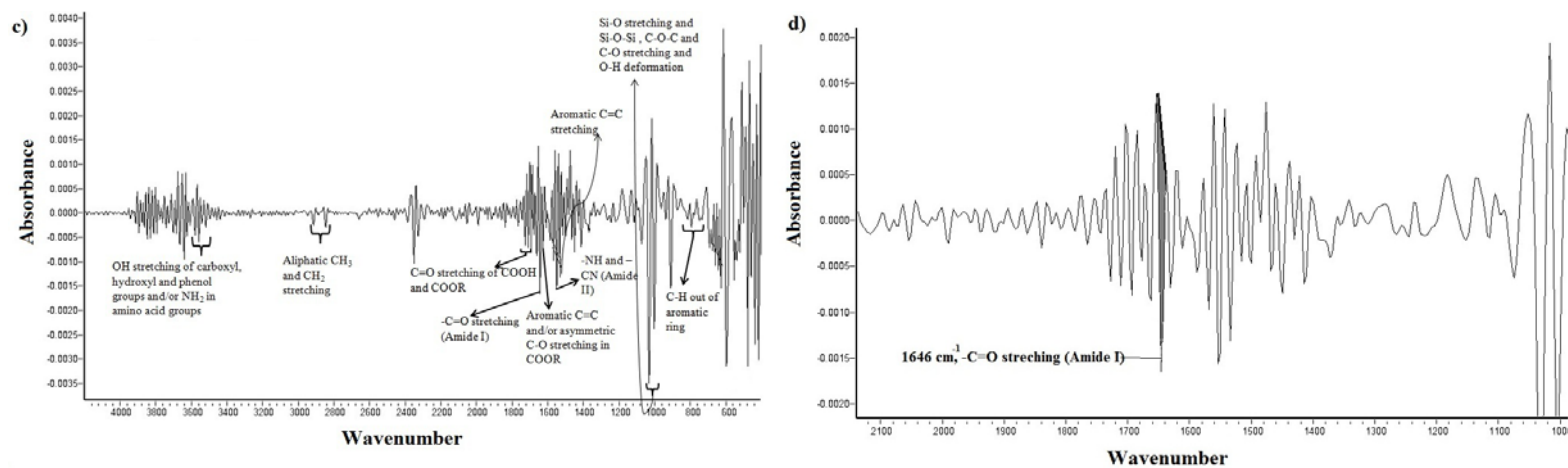 c)
Absorbance
0.0040
0.0035
0.0030
0.0025
0.0020
0.0015
0.0010
0.0005
0.0000
-0.0005
-0.0010
-0.0015
-0.0020
-0.0025
-0.0030
-0.0035
Si-O stretching and
Si-O-Si , C-O-C and
C-O stretching and
O-H deformation
Aromatic C=C
stretching
OH stretching of carboxyl,
hydroxyl and phenol
groups and/or NH2 in
amino acid groups
Aliphatic CH3
and CH2
stretching
C=O stretching of COOH
and COOR
-C=O stretching
(Amide I)
Aromatic C=C
and/or asymmetric
C-O stretching in
COOR
-NH and –
CN (Amide
II)
C-H out of
aromatic
ring
4000 3800 3600 3400 3200 3000 2800 2600 2400 2200 2000 1800 1600 1400 1200 1000 800 600
Wavenumber
d)
Absorbance
0.0020
0.0015
0.0010
0.0005
0.0000
-0.0005
-0.0010
-0.0015
-0.0020
1646 cm-1, -C=O streching (Amide I)
2100 2000 1900 1800 1700 1600 1500 1400 1300 1200 1100 1000
Wavenumber